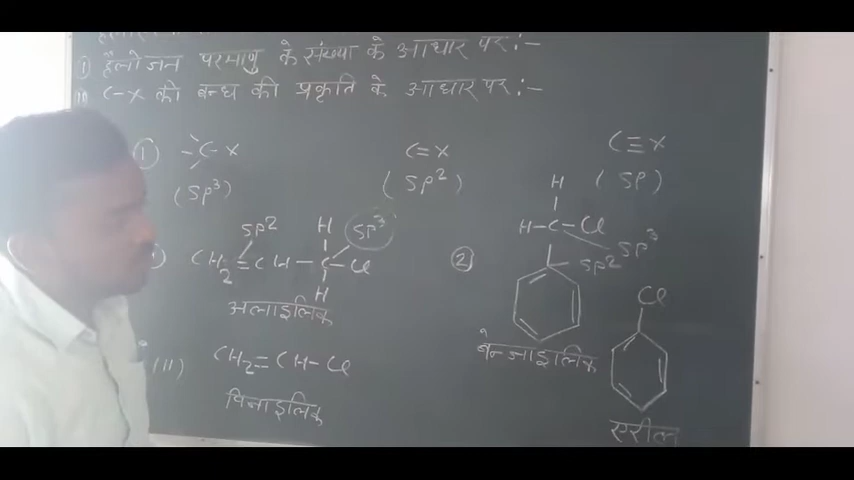 ① हैलोजन परमाणु के संख्या के आधार पर :-
(ii) C-X की बन्ध की प्रकृति के आधार पर :-
① -C-X C=X C≡X
(SP³) (SP²) (SP)
SP² H SP³
CH₂=CH-C-Cl
H
अलाइलिक
(iii) CH₂=CH-Cl
विनाइलिक
② H
H-C-Cl
SP³
SP²
बेन्जाइलिक
Cl
एरील